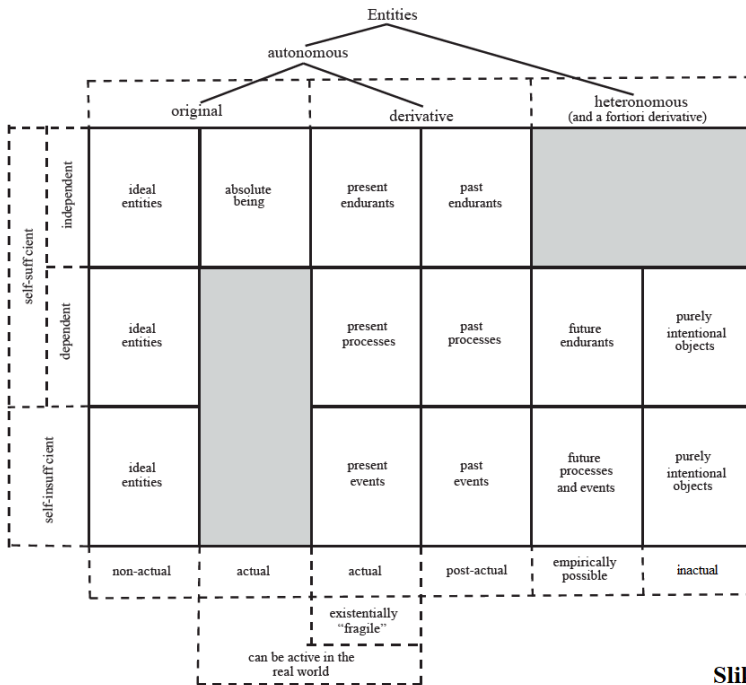 Entities
autonomous
original
derivative
heteronomous
(and a fortiori derivative)
self-sufficient
independent
ideal
entities
absolute
being
present
endurants
past
endurants
dependent
ideal
entities
present
processes
past
processes
future
endurants
purely
intentional
objects
self-insufficient
ideal
entities
present
events
past
events
future
processes
and events
purely
intentional
objects
non-actual
actual
actual
post-actual
empirically
possible
inactual
existentially
“fragile”
can be active in the
real world